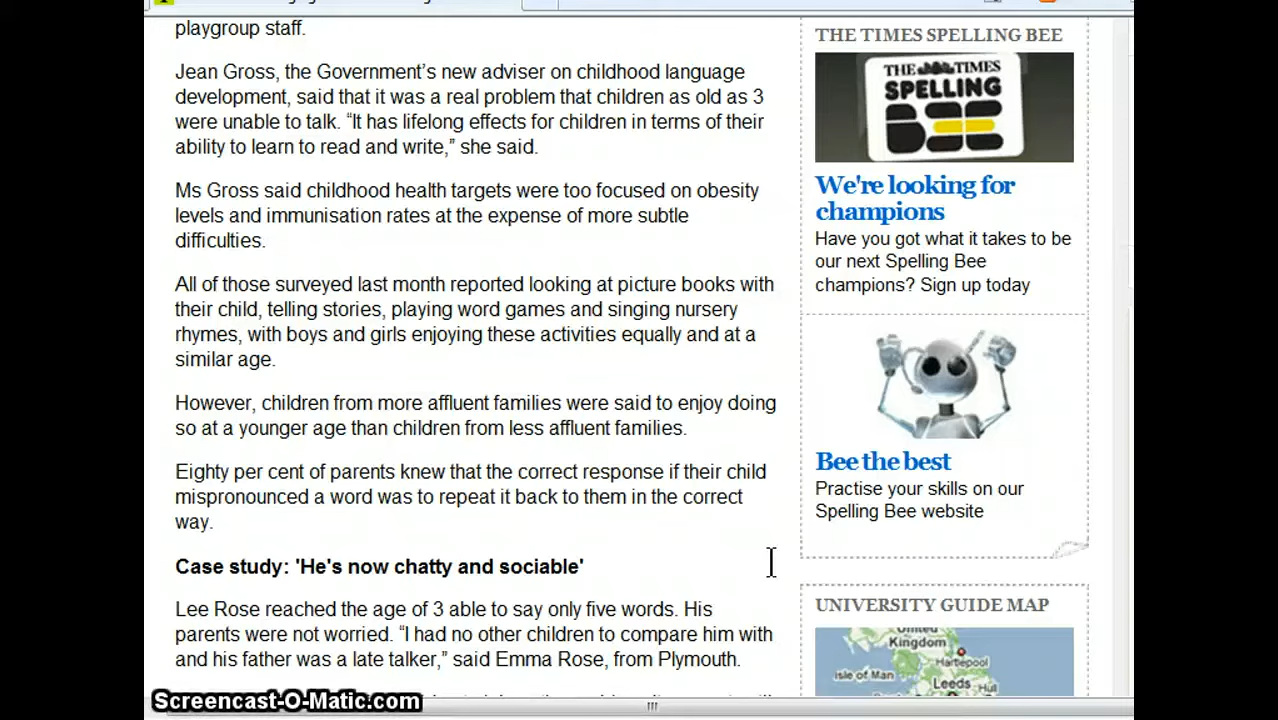 playgroup staff.
Jean Gross, the Government’s new adviser on childhood language
development, said that it was a real problem that children as old as 3
were unable to talk. “It has lifelong effects for children in terms of their
ability to learn to read and write,” she said.
Ms Gross said childhood health targets were too focused on obesity
levels and immunisation rates at the expense of more subtle
difficulties.
All of those surveyed last month reported looking at picture books with
their child, telling stories, playing word games and singing nursery
rhymes, with boys and girls enjoying these activities equally and at a
similar age.
However, children from more affluent families were said to enjoy doing
so at a younger age than children from less affluent families.
Eighty per cent of parents knew that the correct response if their child
mispronounced a word was to repeat it back to them in the correct
way.
Case study: 'He's now chatty and sociable'
Lee Rose reached the age of 3 able to say only five words. His
parents were not worried. “I had no other children to compare him with
and his father was a late talker,” said Emma Rose, from Plymouth.
THE TIMES SPELLING BEE
THE TIMES
SPELLING
BEE
We're looking for
champions
Have you got what it takes to be
our next Spelling Bee
champions? Sign up today
Bee the best
Practise your skills on our
Spelling Bee website
UNIVERSITY GUIDE MAP
United
Kingdom
Hartlepool
Isle of Man
Leeds
Hull
Screencast-O-Matic.com